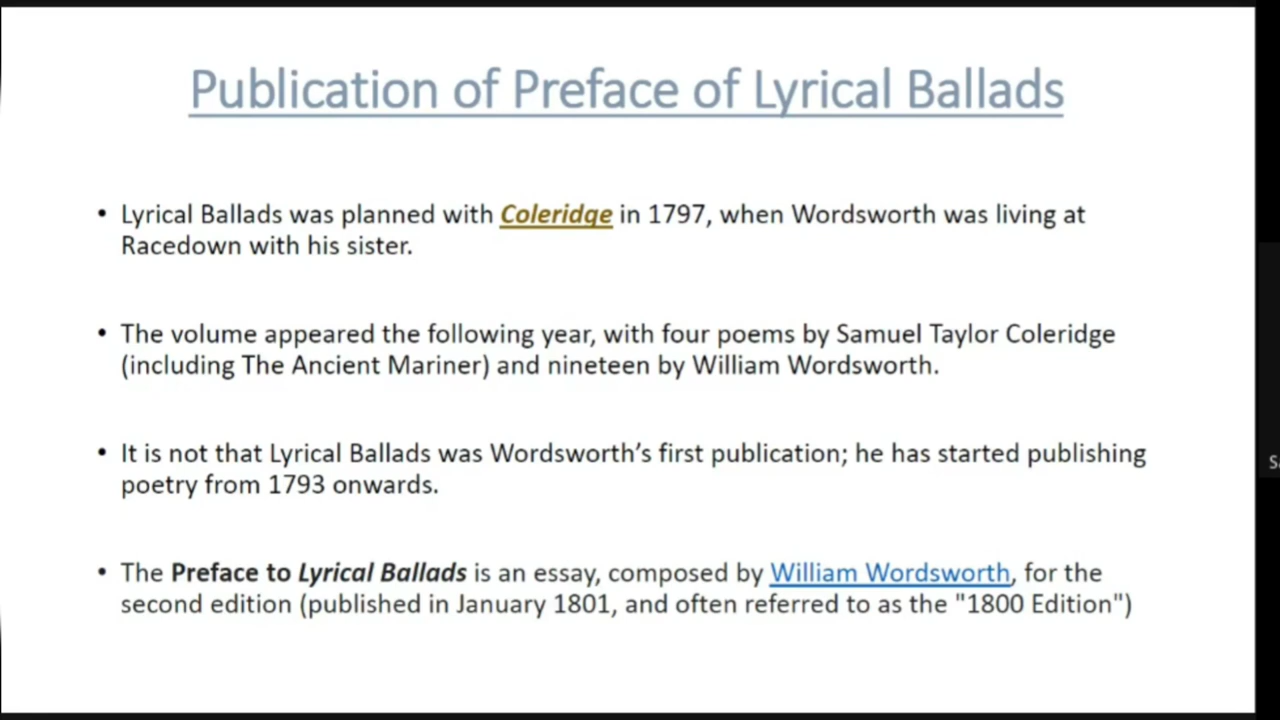 Publication of Preface of Lyrical Ballads
• Lyrical Ballads was planned with Coleridge in 1797, when Wordsworth was living at
Racedown with his sister.
• The volume appeared the following year, with four poems by Samuel Taylor Coleridge
(including The Ancient Mariner) and nineteen by William Wordsworth.
• It is not that Lyrical Ballads was Wordsworth’s first publication; he has started publishing
poetry from 1793 onwards.
• The Preface to Lyrical Ballads is an essay, composed by William Wordsworth, for the
second edition (published in January 1801, and often referred to as the "1800 Edition")